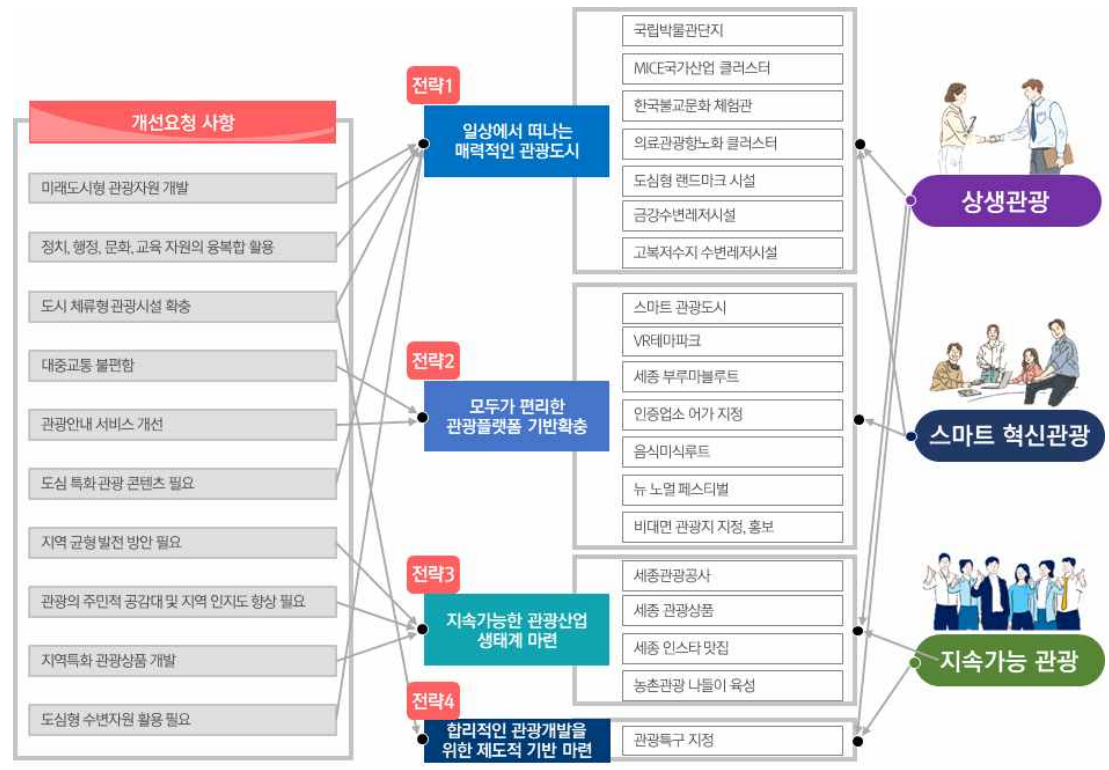 개선요청 사항
미래도시형 관광자원 개발
정치, 행정, 문화, 교육 자원의 융복합 활용
도시 체류형 관광시설 확충
대중교통 불편함
관광안내 서비스 개선
도심 특화 관광 콘텐츠 필요
지역 균형 발전 방안 필요
관광의 주민적 공감대 및 지역 인지도 향상 필요
지역특화 관광상품 개발
도심형 수변자원 활용 필요
전략1
일상에서 떠나는
매력적인 관광도시
국립박물관단지
MICE국가산업 클러스터
한국불교문화 체험관
의료관광항노화 클러스터
도심형 랜드마크 시설
금강수변레저시설
고복저수지 수변레저시설
전략2
모두가 편리한
관광플랫폼 기반확충
스마트 관광도시
VR테마파크
세종 부루마블루트
인증업소 어가 지정
음식미식루트
뉴 노멀 페스티벌
비대면 관광지 지정, 홍보
전략3
지속가능한 관광산업
생태계 마련
세종관광공사
세종 관광상품
세종 인스타 맛집
농촌관광 나들이 육성
전략4
합리적인 관광개발을
위한 제도적 기반 마련
관광특구 지정
상생관광
스마트 혁신관광
지속가능 관광